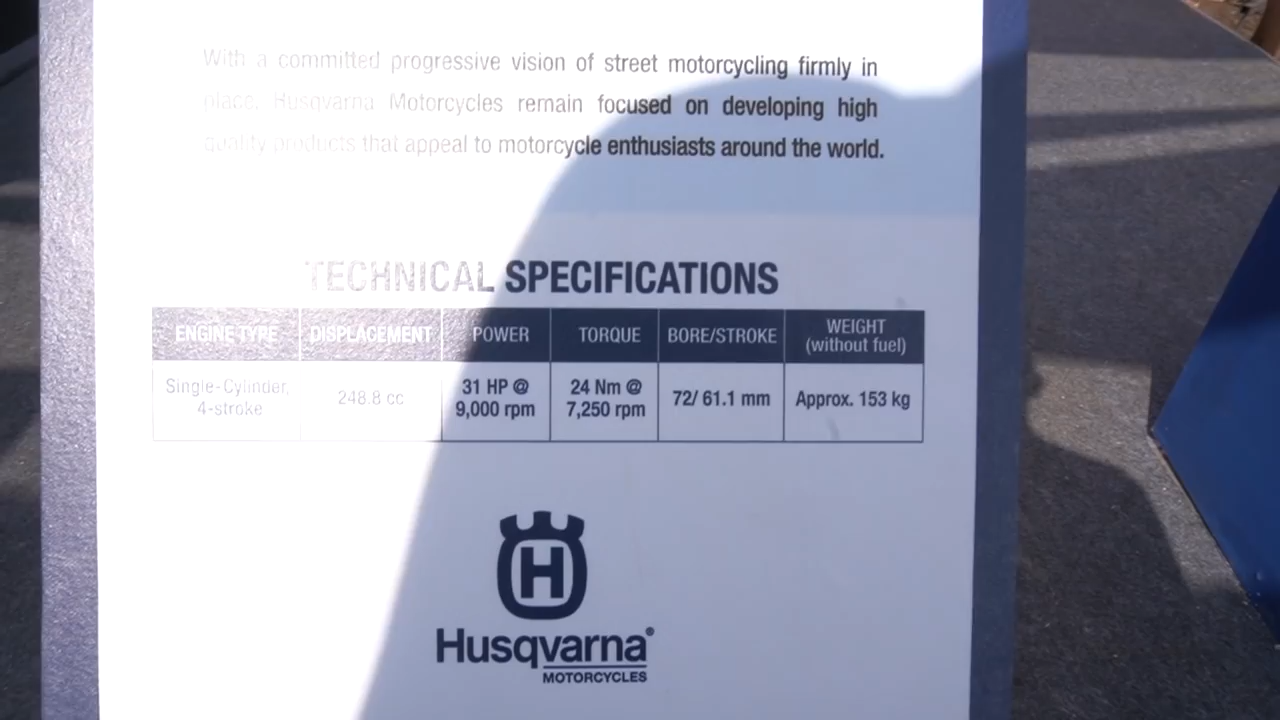 With a committed progressive vision of street motorcycling firmly in
place, Husqvarna Motorcycles remain focused on developing high
quality products that appeal to motorcycle enthusiasts around the world.
TECHNICAL SPECIFICATIONS
ENGINE TYPE DISPLACEMENT POWER TORQUE BORE/STROKE WEIGHT (without fuel)
Single-Cylinder, 4-stroke 248.8 cc 31 HP @ 9,000 rpm 24 Nm @ 7,250 rpm 72/ 61.1 mm Approx. 153 kg
H
Husqvarna®
MOTORCYCLES